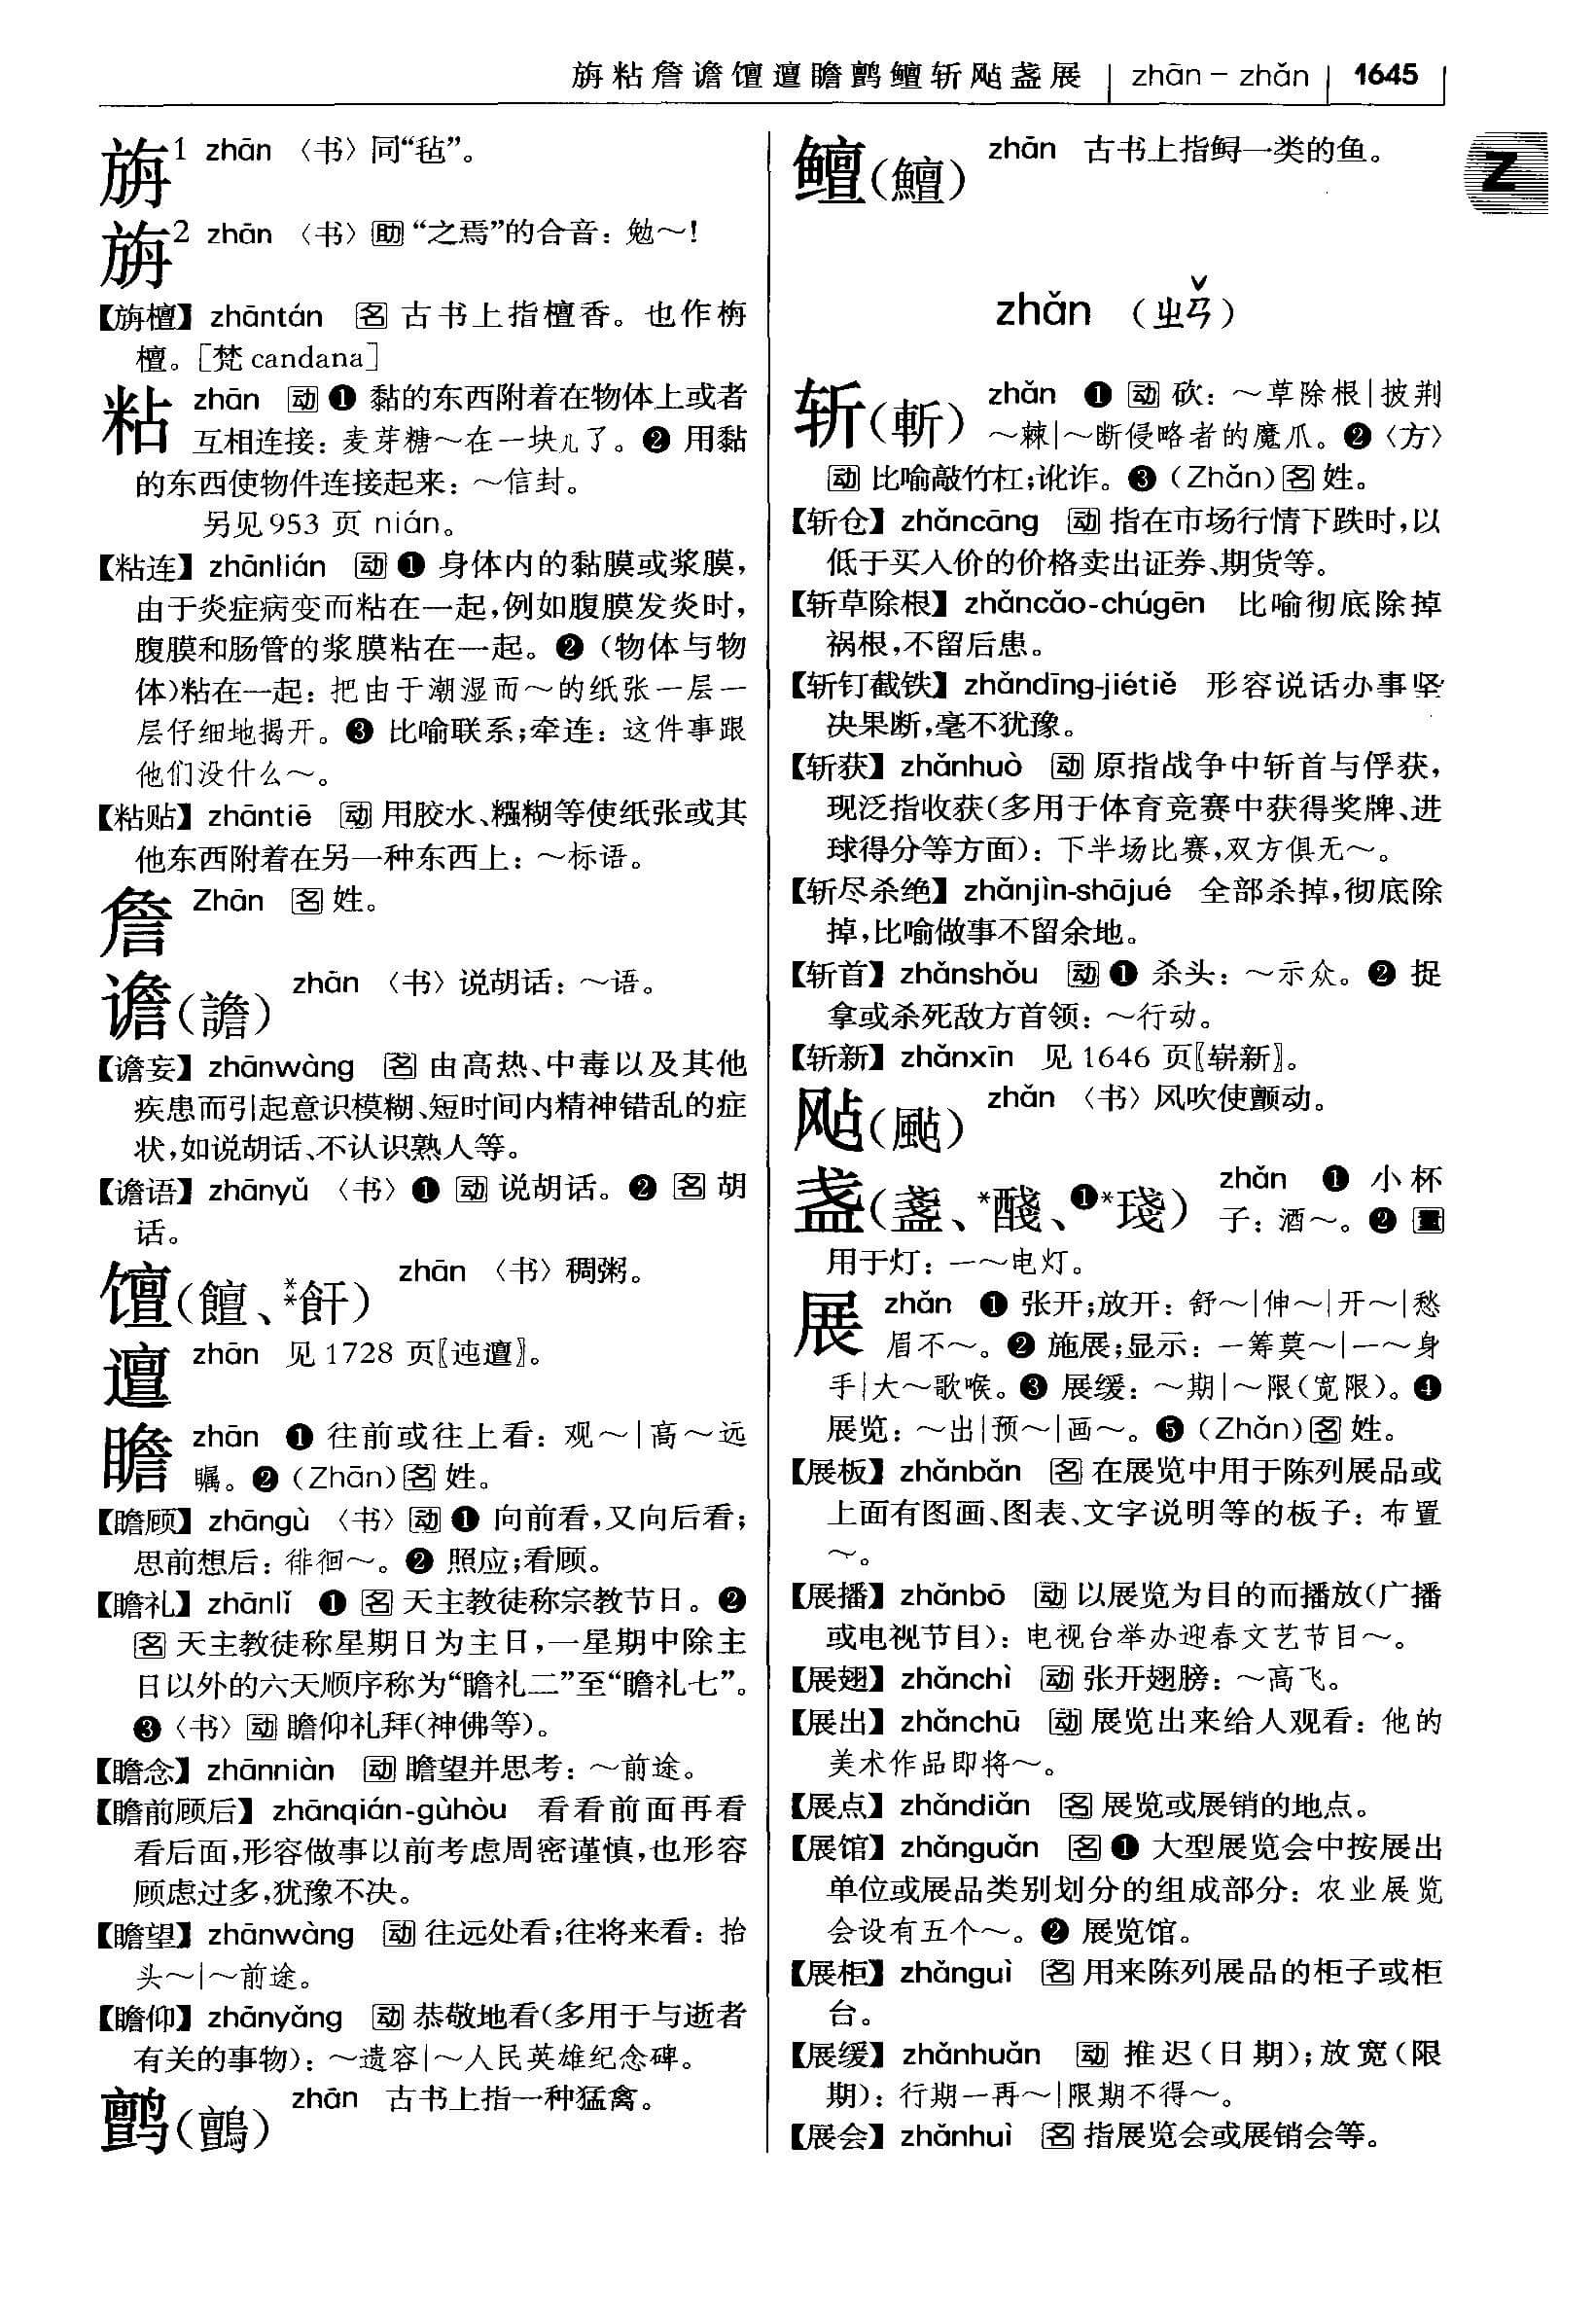 旃粘詹谵饘邅瞻鹯鳣斩飐盏展 zhān – zhǎn 1645
旃1 zhān 〈书〉同“毡”。
旃2 zhān 〈书〉助“之焉”的合音：勉～！
【旃檀】zhāntán 名 古书上指檀香。也作栴
檀。[梵 candana]
粘 zhān 动 ❶ 黏的东西附着在物体上或者
互相连接：麦芽糖～在一块儿了。❷ 用黏
的东西使物件连接起来：～信封。
另见953 页 nián。
【粘连】zhānlián 动 ❶ 身体内的黏膜或浆膜，
由于炎症病变而粘在一起，例如腹膜发炎时，
腹膜和肠管的浆膜粘在一起。❷（物体与物
体）粘在一起：把由于潮湿而～的纸张一层一
层仔细地揭开。❸ 比喻联系；牵连：这件事跟
他们没什么～。
【粘贴】zhāntiē 动 用胶水、糨糊等使纸张或其
他东西附着在另一种东西上：～标语。
詹 Zhān 名 姓。
谵（譫） zhān 〈书〉说胡话：～语。
【谵妄】zhānwàng 名 由高热、中毒以及其他
疾患而引起意识模糊、短时间内精神错乱的症
状，如说胡话、不认识熟人等。
【谵语】zhānyǔ 〈书〉❶ 动 说胡话。❷ 名 胡
话。
饘（饘、**飦） zhān 〈书〉稠粥。
邅 zhān 见 1728 页〖迍邅〗。
瞻 zhān ❶ 往前或往上看：观～|高～远
瞩。❷（Zhān）名 姓。
【瞻顾】zhāngù 〈书〉动 ❶ 向前看，又向后看；
思前想后：徘徊～。❷ 照应；看顾。
【瞻礼】zhānlǐ ❶ 名 天主教徒称宗教节日。❷
名 天主教徒称星期日为主日，一星期中除主
日以外的六天顺序称为“瞻礼二”至“瞻礼七”。
❸〈书〉动 瞻仰礼拜（神佛等）。
【瞻念】zhānniàn 动 瞻望并思考：～前途。
【瞻前顾后】zhānqián-gùhòu 看看前面再看
看后面，形容做事以前考虑周密谨慎，也形容
顾虑过多，犹豫不决。
【瞻望】zhānwàng 动 往远处看；往将来看：抬
头～|～前途。
【瞻仰】zhānyǎng 动 恭敬地看（多用于与逝者
有关的事物）：～遗容|～人民英雄纪念碑。
鹯（鸇） zhān 古书上指一种猛禽。
鳣（鱣） zhān 古书上指鲟一类的鱼。
Z
zhǎn （ㄓㄢˇ）
斩（斬） zhǎn ❶ 动 砍：～草除根|披荆
～棘|～断侵略者的魔爪。❷〈方〉
动 比喻敲竹杠；讹诈。❸（Zhǎn）名 姓。
【斩仓】zhǎncāng 动 指在市场行情下跌时，以
低于买入价的价格卖出证券、期货等。
【斩草除根】zhǎncǎo-chúgēn 比喻彻底除掉
祸根，不留后患。
【斩钉截铁】zhǎndīng-jiétiě 形容说话办事坚
决果断，毫不犹豫。
【斩获】zhǎnhuò 动 原指战争中斩首与俘获，
现泛指收获（多用于体育竞赛中获得奖牌、进
球得分等方面）：下半场比赛，双方俱无～。
【斩尽杀绝】zhǎnjìn-shājué 全部杀掉，彻底除
掉，比喻做事不留余地。
【斩首】zhǎnshǒu 动 ❶ 杀头：～示众。❷ 捉
拿或杀死敌方首领：～行动。
【斩新】zhǎnxīn 见 1646 页〖崭新〗。
飐（颭） zhǎn 〈书〉风吹使颤动。
盏（盞、*醆、❶*琖） zhǎn ❶ 小杯
子：酒～。❷ 量
用于灯：一～电灯。
展 zhǎn ❶ 张开；放开：舒～|伸～|开～|愁
眉不～。❷ 施展；显示：一筹莫～|一～身
手|大～歌喉。❸ 展缓：～期|～限（宽限）。❹
展览：～出|预～|画～。❺（Zhǎn）名 姓。
【展板】zhǎnbǎn 名 在展览中用于陈列展品或
上面有图画、图表、文字说明等的板子：布置
～。
【展播】zhǎnbō 动 以展览为目的而播放（广播
或电视节目）：电视台举办迎春文艺节目～。
【展翅】zhǎnchì 动 张开翅膀：～高飞。
【展出】zhǎnchū 动 展览出来给人观看：他的
美术作品即将～。
【展点】zhǎndiǎn 名 展览或展销的地点。
【展馆】zhǎnguǎn 名 ❶ 大型展览会中按展出
单位或展品类别划分的组成部分：农业展览
会设有五个～。❷ 展览馆。
【展柜】zhǎnguì 名 用来陈列展品的柜子或柜
台。
【展缓】zhǎnhuǎn 动 推迟（日期）；放宽（限
期）：行期一再～|限期不得～。
【展会】zhǎnhuì 名 指展览会或展销会等。